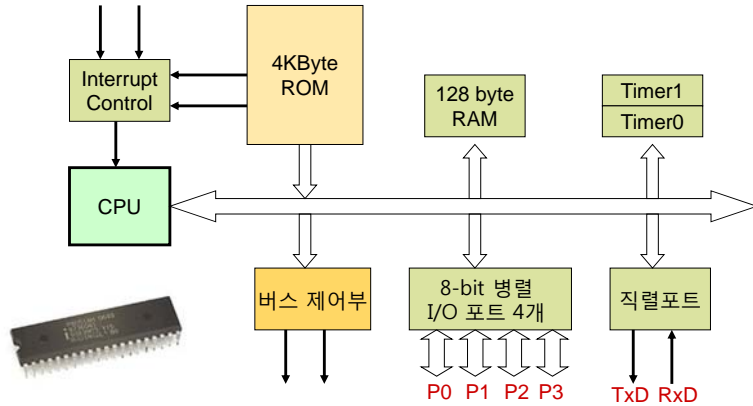 Interrupt
Control
4KByte
ROM
128 byte
RAM
Timer1
Timer0
CPU
버스 제어부
8-bit 병렬
I/O 포트 4개
직렬포트
P0 P1 P2 P3
TxD RxD